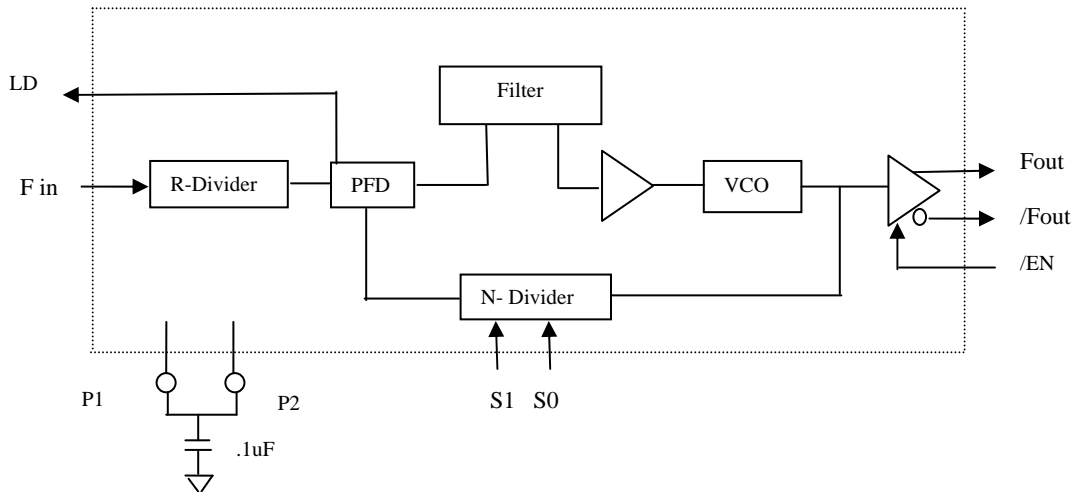 LD
Filter
F in
R-Divider
PFD
VCO
Fout
/Fout
/EN
N- Divider
P1
P2
S1
S0
.1uF